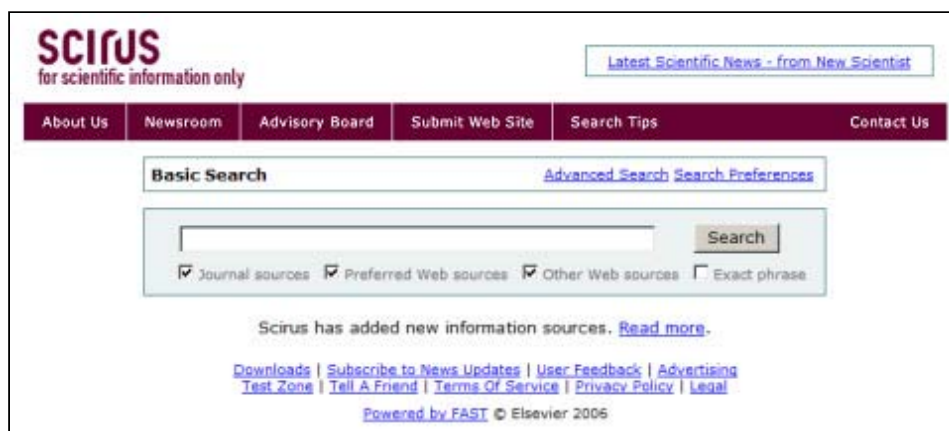 SCIRUS
for scientific information only
Latest Scientific News - from New Scientist
About Us Newsroom Advisory Board Submit Web Site Search Tips Contact Us
Basic Search Advanced Search Search Preferences
Search
Journal sources Preferred Web sources Other Web sources Exact phrase
Scirus has added new information sources. Read more.
Downloads | Subscribe to News Updates | User Feedback | Advertising
Test Zone | Tell A Friend | Terms Of Service | Privacy Policy | Legal
Powered by FAST © Elsevier 2006